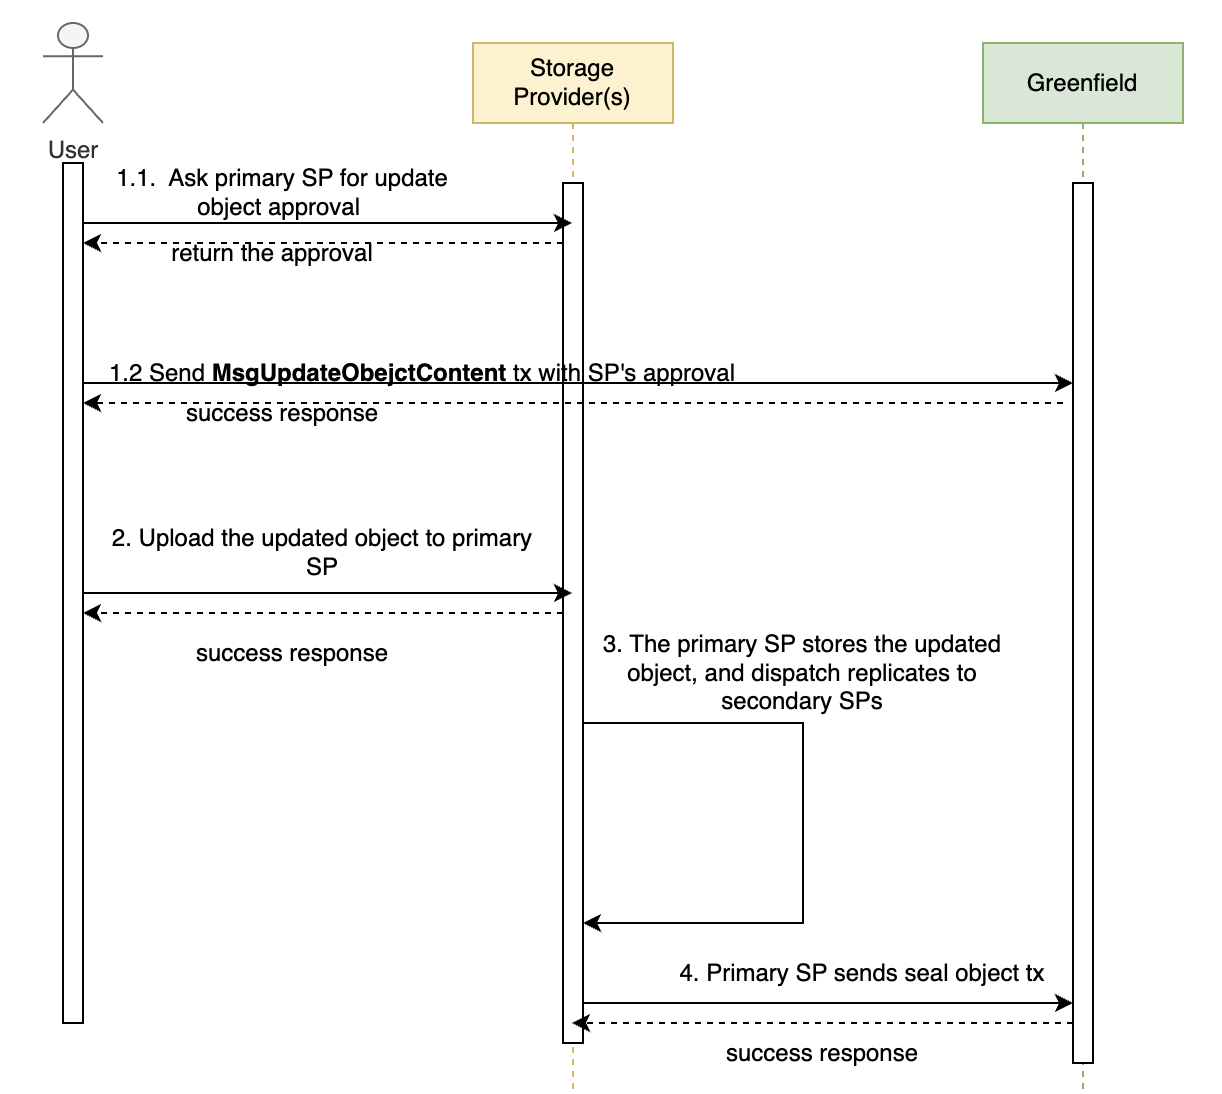 Storage
Provider(s)
Greenfield
User
1.1.  Ask primary SP for update
object approval
return the approval
1.2 Send MsgUpdateObejctContent tx with SP's approval
success response
2. Upload the updated object to primary
SP
success response
3. The primary SP stores the updated
object, and dispatch replicates to
secondary SPs
4. Primary SP sends seal object tx
success response